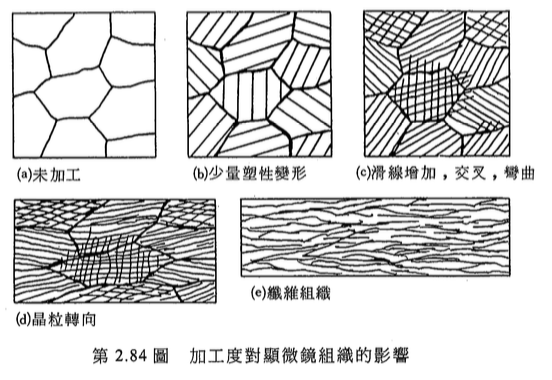 (a)未加工
(b)少量塑性變形
(c)滑線增加，交叉，彎曲
(d)晶粒轉向
(e)纖維組織
第 2.84 圖 加工度對顯微鏡組織的影響